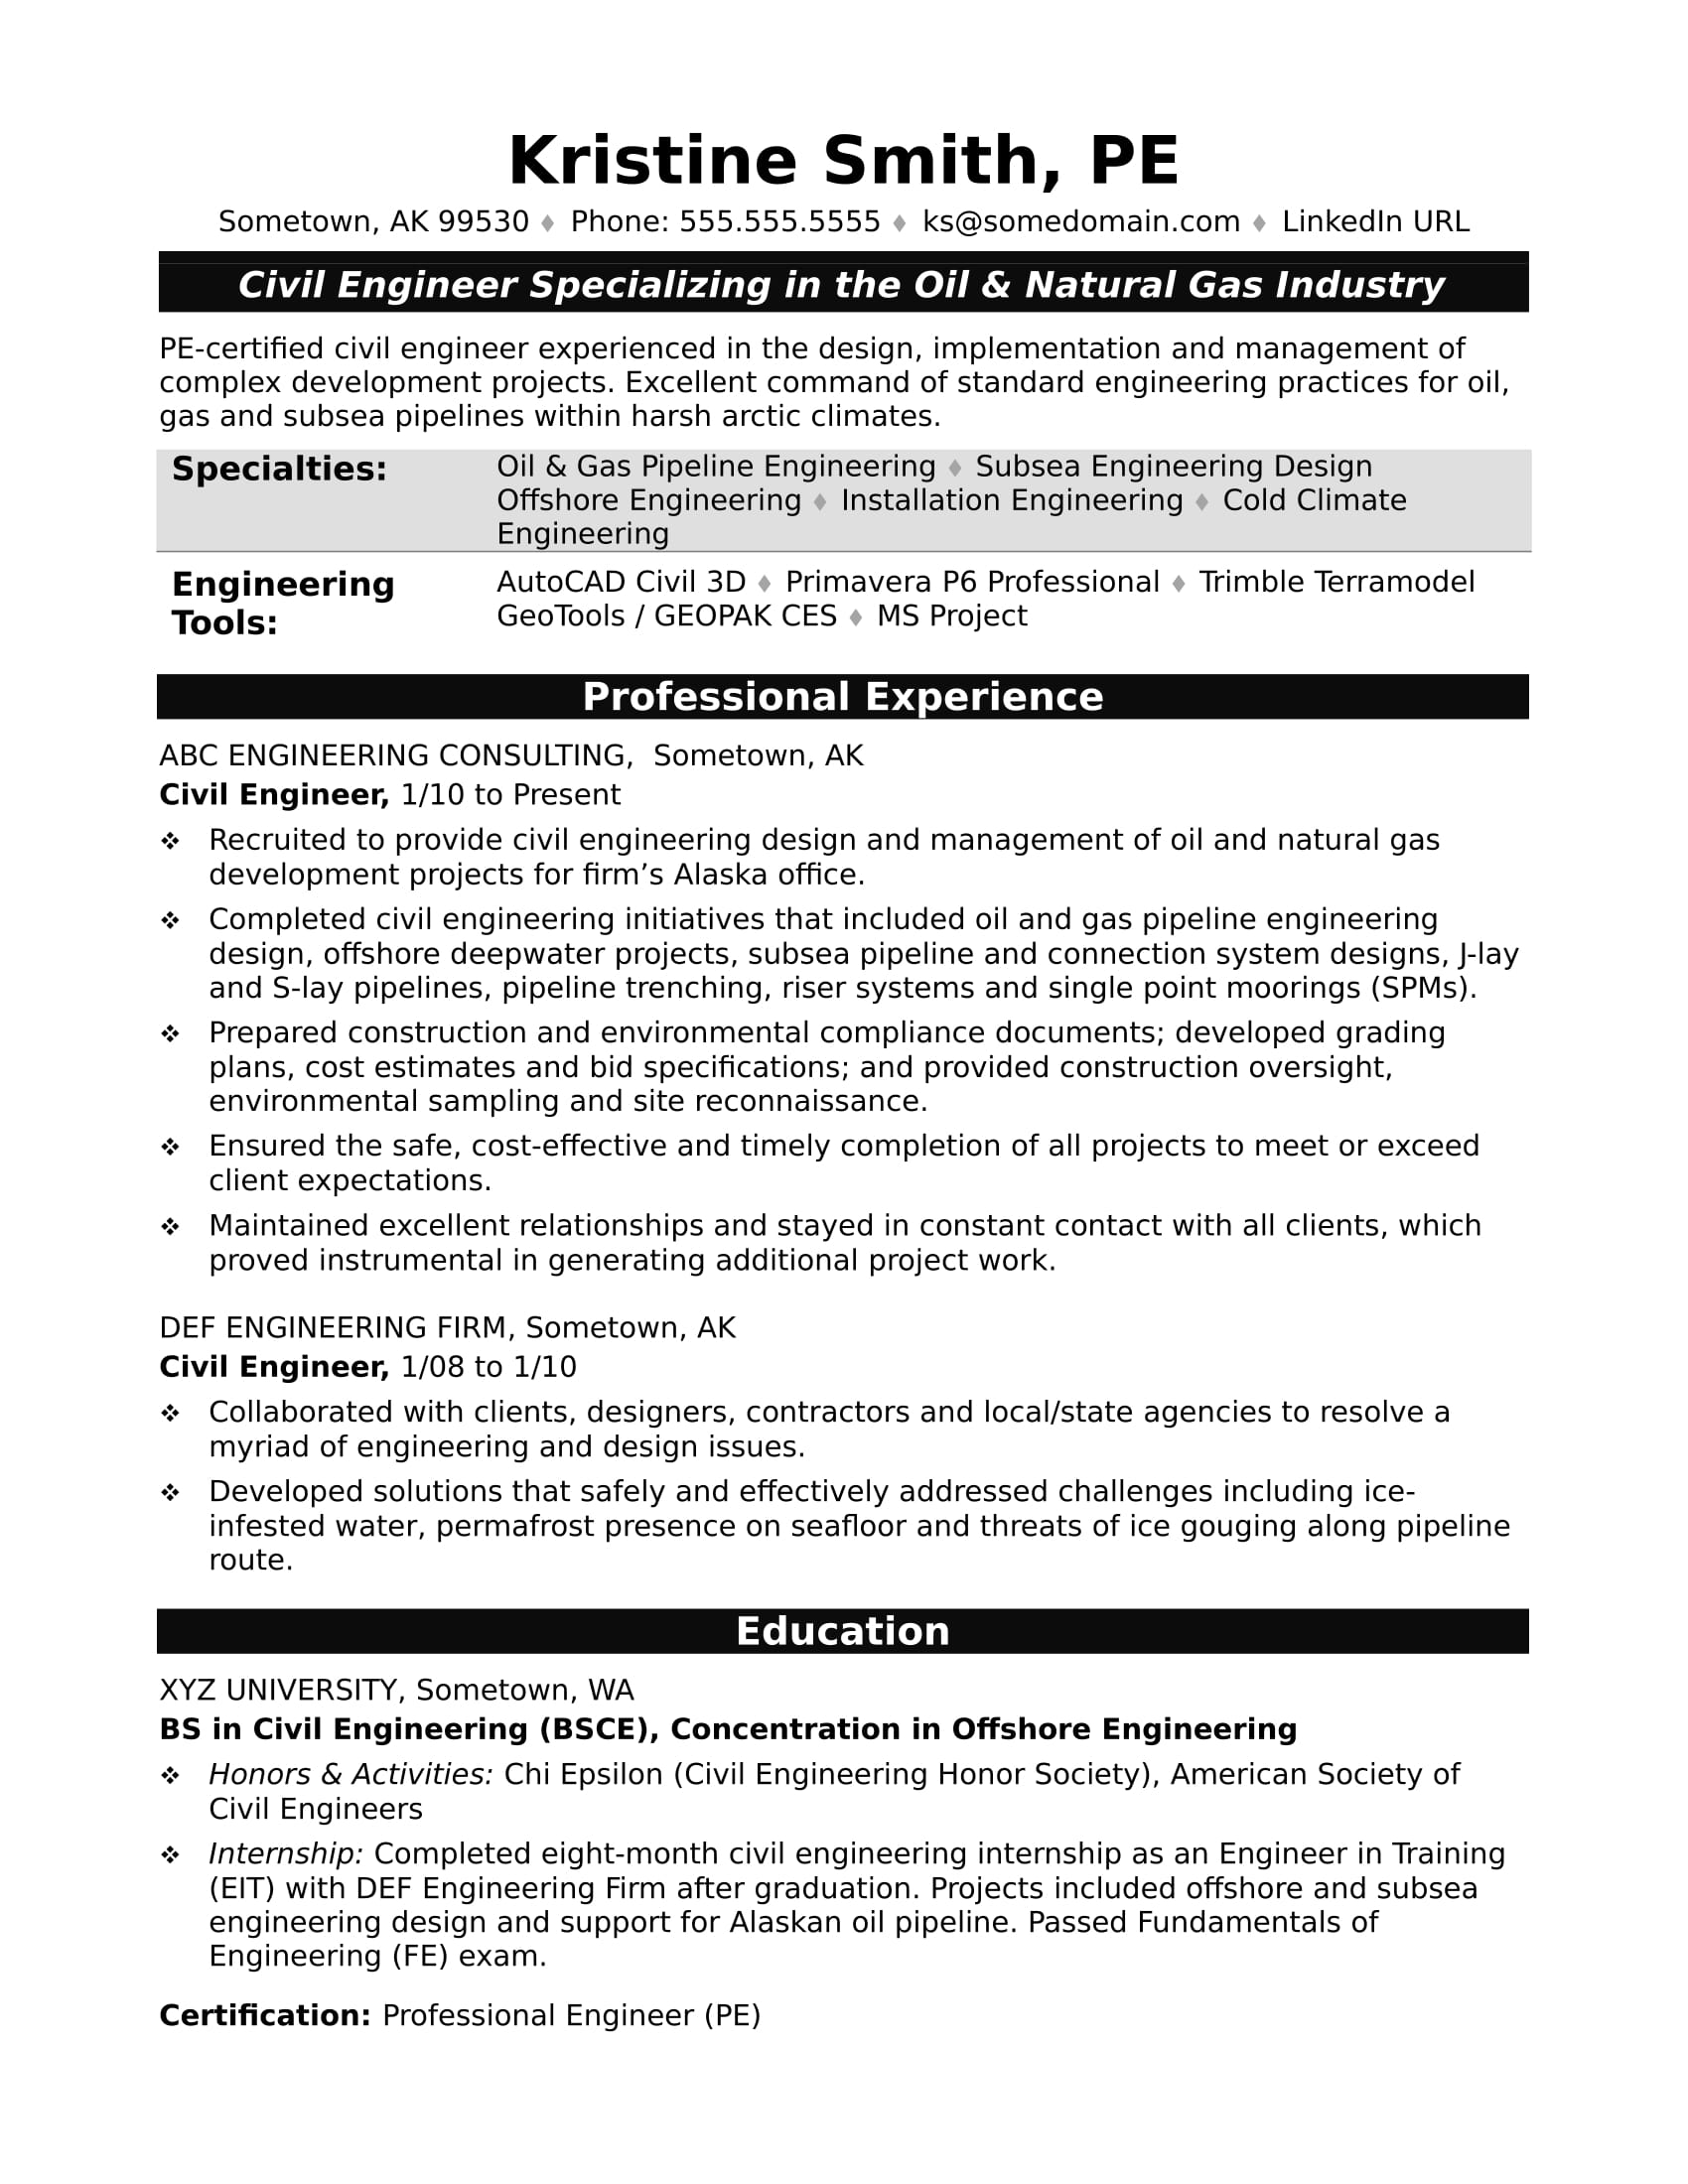 Kristine Smith, PE
Sometown, AK 99530 ♦ Phone: 555.555.5555 ♦ ks@somedomain.com ♦ LinkedIn URL
Civil Engineer Specializing in the Oil & Natural Gas Industry
PE-certified civil engineer experienced in the design, implementation and management of
complex development projects. Excellent command of standard engineering practices for oil,
gas and subsea pipelines within harsh arctic climates.
Specialties:
Oil & Gas Pipeline Engineering ♦ Subsea Engineering Design
Offshore Engineering ♦ Installation Engineering ♦ Cold Climate
Engineering
Engineering
Tools:
AutoCAD Civil 3D ♦ Primavera P6 Professional ♦ Trimble Terramodel
GeoTools / GEOPAK CES ♦ MS Project
Professional Experience
ABC ENGINEERING CONSULTING,  Sometown, AK
Civil Engineer, 1/10 to Present
❖ Recruited to provide civil engineering design and management of oil and natural gas
development projects for firm’s Alaska office.
❖ Completed civil engineering initiatives that included oil and gas pipeline engineering
design, offshore deepwater projects, subsea pipeline and connection system designs, J-lay
and S-lay pipelines, pipeline trenching, riser systems and single point moorings (SPMs).
❖ Prepared construction and environmental compliance documents; developed grading
plans, cost estimates and bid specifications; and provided construction oversight,
environmental sampling and site reconnaissance.
❖ Ensured the safe, cost-effective and timely completion of all projects to meet or exceed
client expectations.
❖ Maintained excellent relationships and stayed in constant contact with all clients, which
proved instrumental in generating additional project work.
DEF ENGINEERING FIRM, Sometown, AK
Civil Engineer, 1/08 to 1/10
❖ Collaborated with clients, designers, contractors and local/state agencies to resolve a
myriad of engineering and design issues.
❖ Developed solutions that safely and effectively addressed challenges including ice-
infested water, permafrost presence on seafloor and threats of ice gouging along pipeline
route.
Education
XYZ UNIVERSITY, Sometown, WA
BS in Civil Engineering (BSCE), Concentration in Offshore Engineering
❖ Honors & Activities: Chi Epsilon (Civil Engineering Honor Society), American Society of
Civil Engineers
❖ Internship: Completed eight-month civil engineering internship as an Engineer in Training
(EIT) with DEF Engineering Firm after graduation. Projects included offshore and subsea
engineering design and support for Alaskan oil pipeline. Passed Fundamentals of
Engineering (FE) exam.
Certification: Professional Engineer (PE)